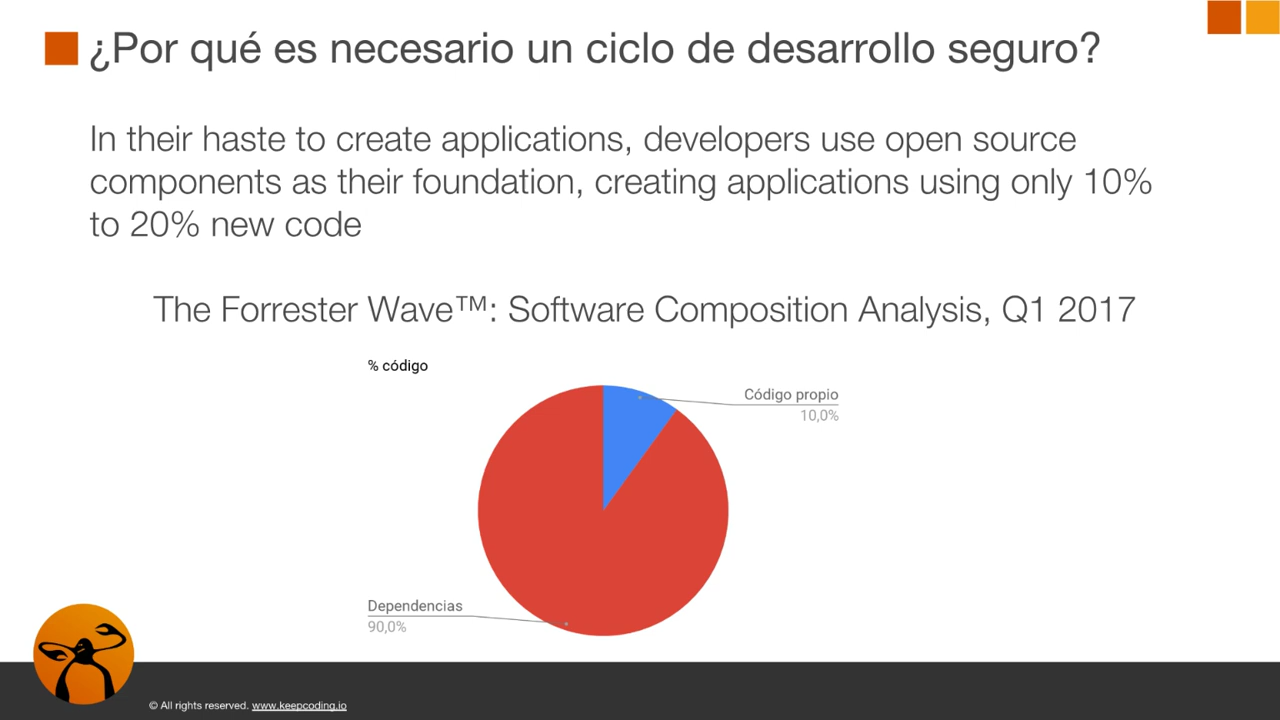 ¿Por qué es necesario un ciclo de desarrollo seguro?
In their haste to create applications, developers use open source
components as their foundation, creating applications using only 10%
to 20% new code
The Forrester Wave™: Software Composition Analysis, Q1 2017
% código
Código propio
10,0%
Dependencias
90,0%
© All rights reserved. www.keepcoding.io